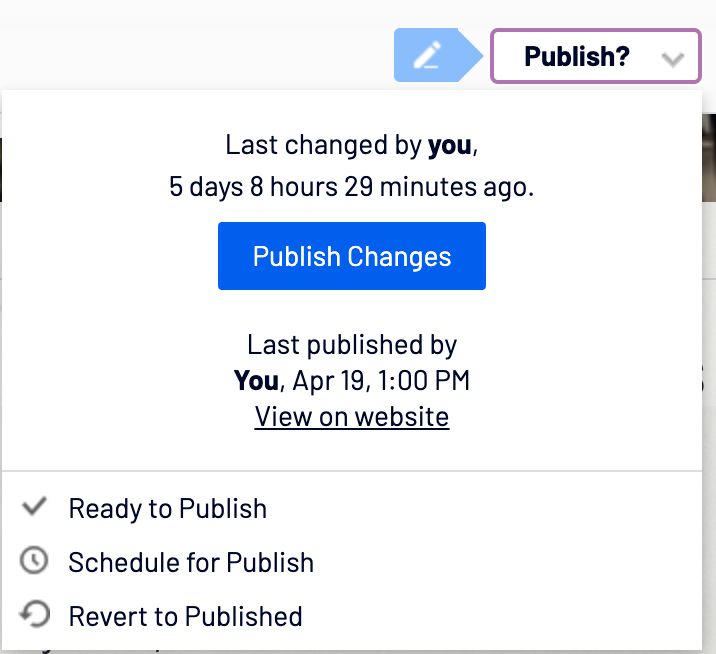 Publish?
Last changed by you,
5 days 8 hours 29 minutes ago.
Publish Changes
Last published by
You, Apr 19, 1:00 PM
View on website
Ready to Publish
Schedule for Publish
Revert to Published